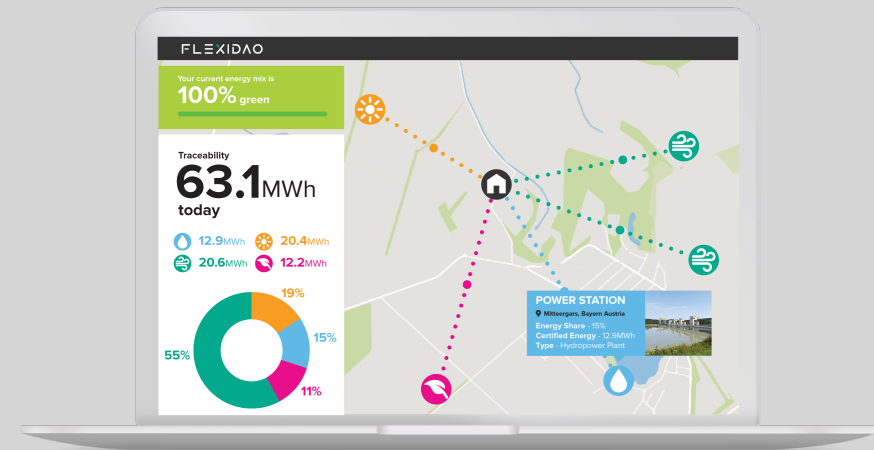 FLEXIDAO
Your current energy mix is
100% green
Traceability
63.1MWh
today
12.9MWh 20.4MWh
20.6MWh 12.2MWh
19%
15%
55%
11%
POWER STATION
Mitteergars, Bayern Austria
Energy Share - 15%
Certified Energy - 12.9MWh
Type - Hydropower Plant